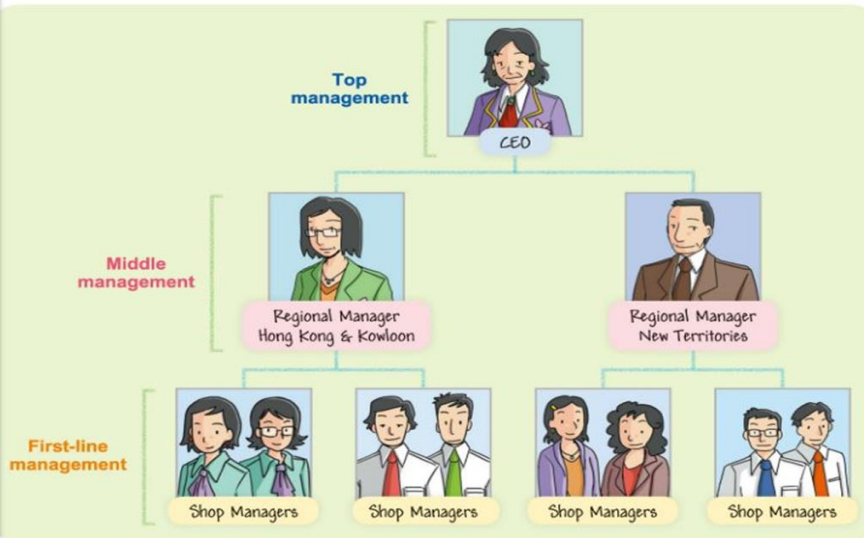 Top
management
CEO
Middle
management
Regional Manager
Hong Kong & Kowloon
Regional Manager
New Territories
First-line
management
Shop Managers
Shop Managers
Shop Managers
Shop Managers